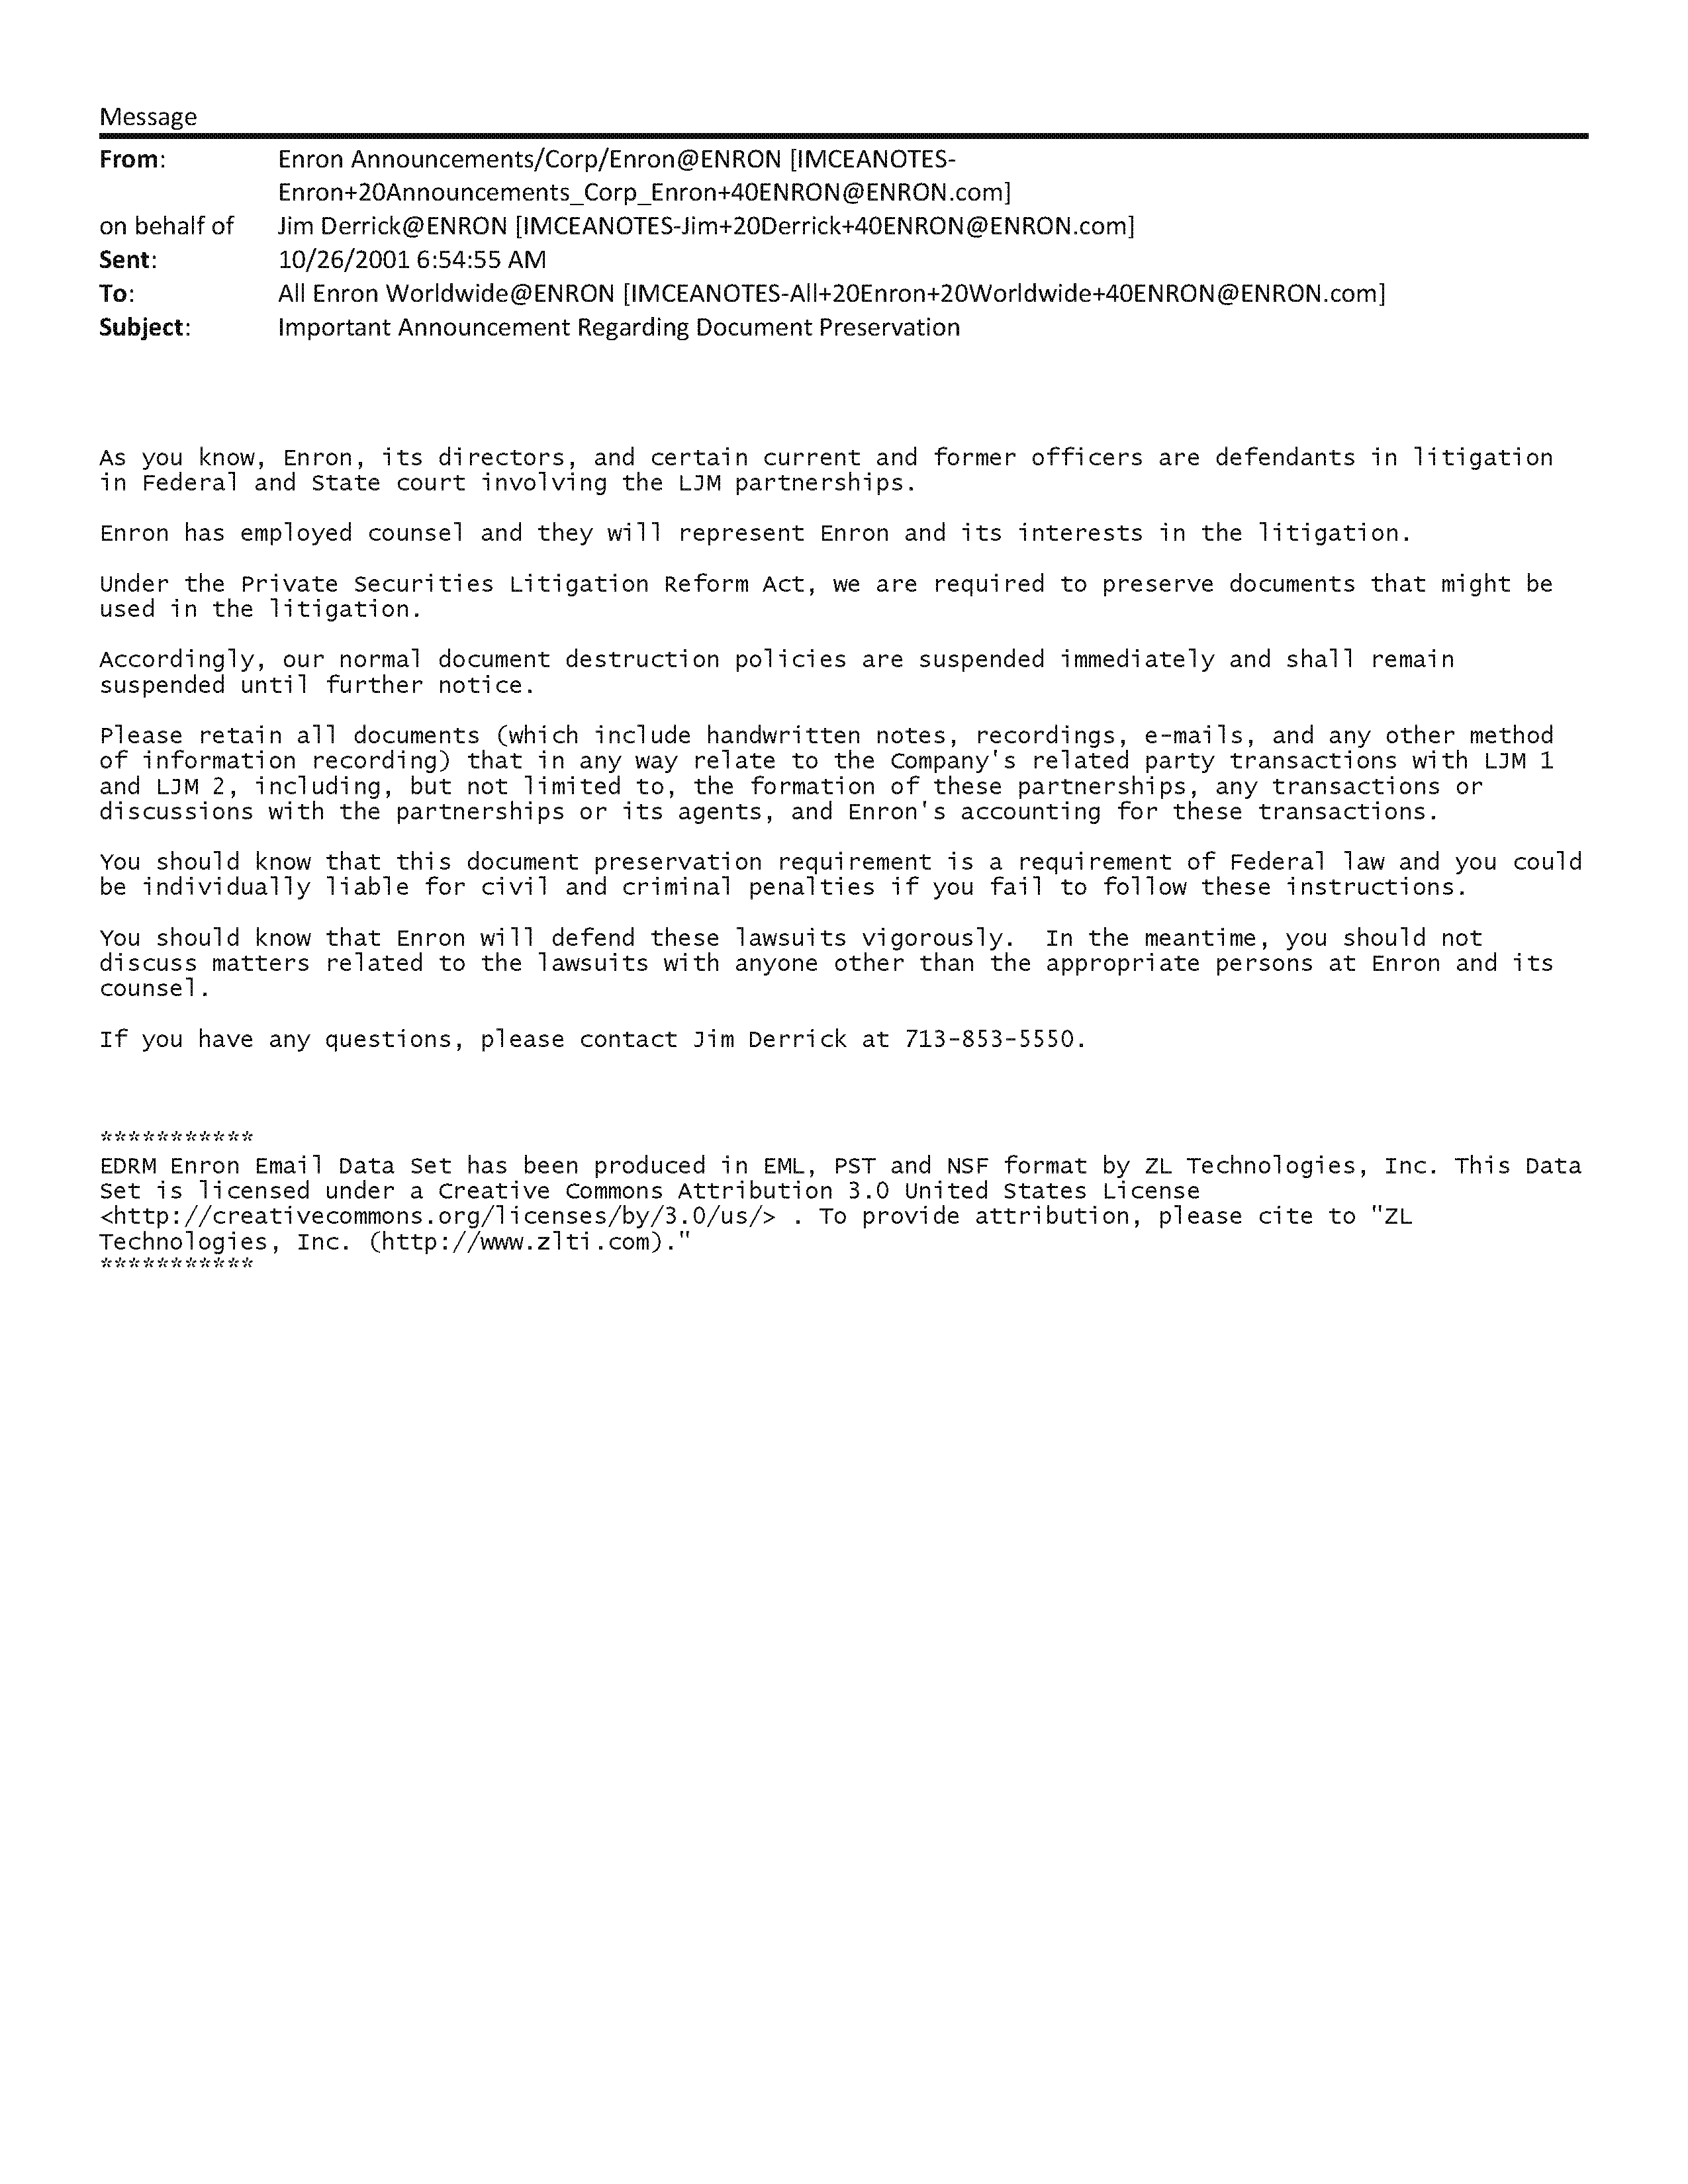 Message
From: Enron Announcements/Corp/Enron@ENRON [IMCEANOTES-
Enron+20Announcements_Corp_Enron+40ENRON@ENRON.com]
on behalf of Jim Derrick@ENRON [IMCEANOTES-Jim+20Derrick+40ENRON@ENRON.com]
Sent: 10/26/2001 6:54:55 AM
To: All Enron Worldwide@ENRON [IMCEANOTES-All+20Enron+20Worldwide+40ENRON@ENRON.com]
Subject: Important Announcement Regarding Document Preservation
As you know, Enron, its directors, and certain current and former officers are defendants in litigation
in Federal and State court involving the LJM partnerships.
Enron has employed counsel and they will represent Enron and its interests in the litigation.
Under the Private Securities Litigation Reform Act, we are required to preserve documents that might be
used in the litigation.
Accordingly, our normal document destruction policies are suspended immediately and shall remain
suspended until further notice.
Please retain all documents (which include handwritten notes, recordings, e-mails, and any other method
of information recording) that in any way relate to the Company's related party transactions with LJM 1
and LJM 2, including, but not limited to, the formation of these partnerships, any transactions or
discussions with the partnerships or its agents, and Enron's accounting for these transactions.
You should know that this document preservation requirement is a requirement of Federal law and you could
be individually liable for civil and criminal penalties if you fail to follow these instructions.
You should know that Enron will defend these lawsuits vigorously.  In the meantime, you should not
discuss matters related to the lawsuits with anyone other than the appropriate persons at Enron and its
counsel.
If you have any questions, please contact Jim Derrick at 713-853-5550.
***********
EDRM Enron Email Data Set has been produced in EML, PST and NSF format by ZL Technologies, Inc. This Data
Set is licensed under a Creative Commons Attribution 3.0 United States License
<http://creativecommons.org/licenses/by/3.0/us/> . To provide attribution, please cite to "ZL
Technologies, Inc. (http://www.zlti.com)."
***********